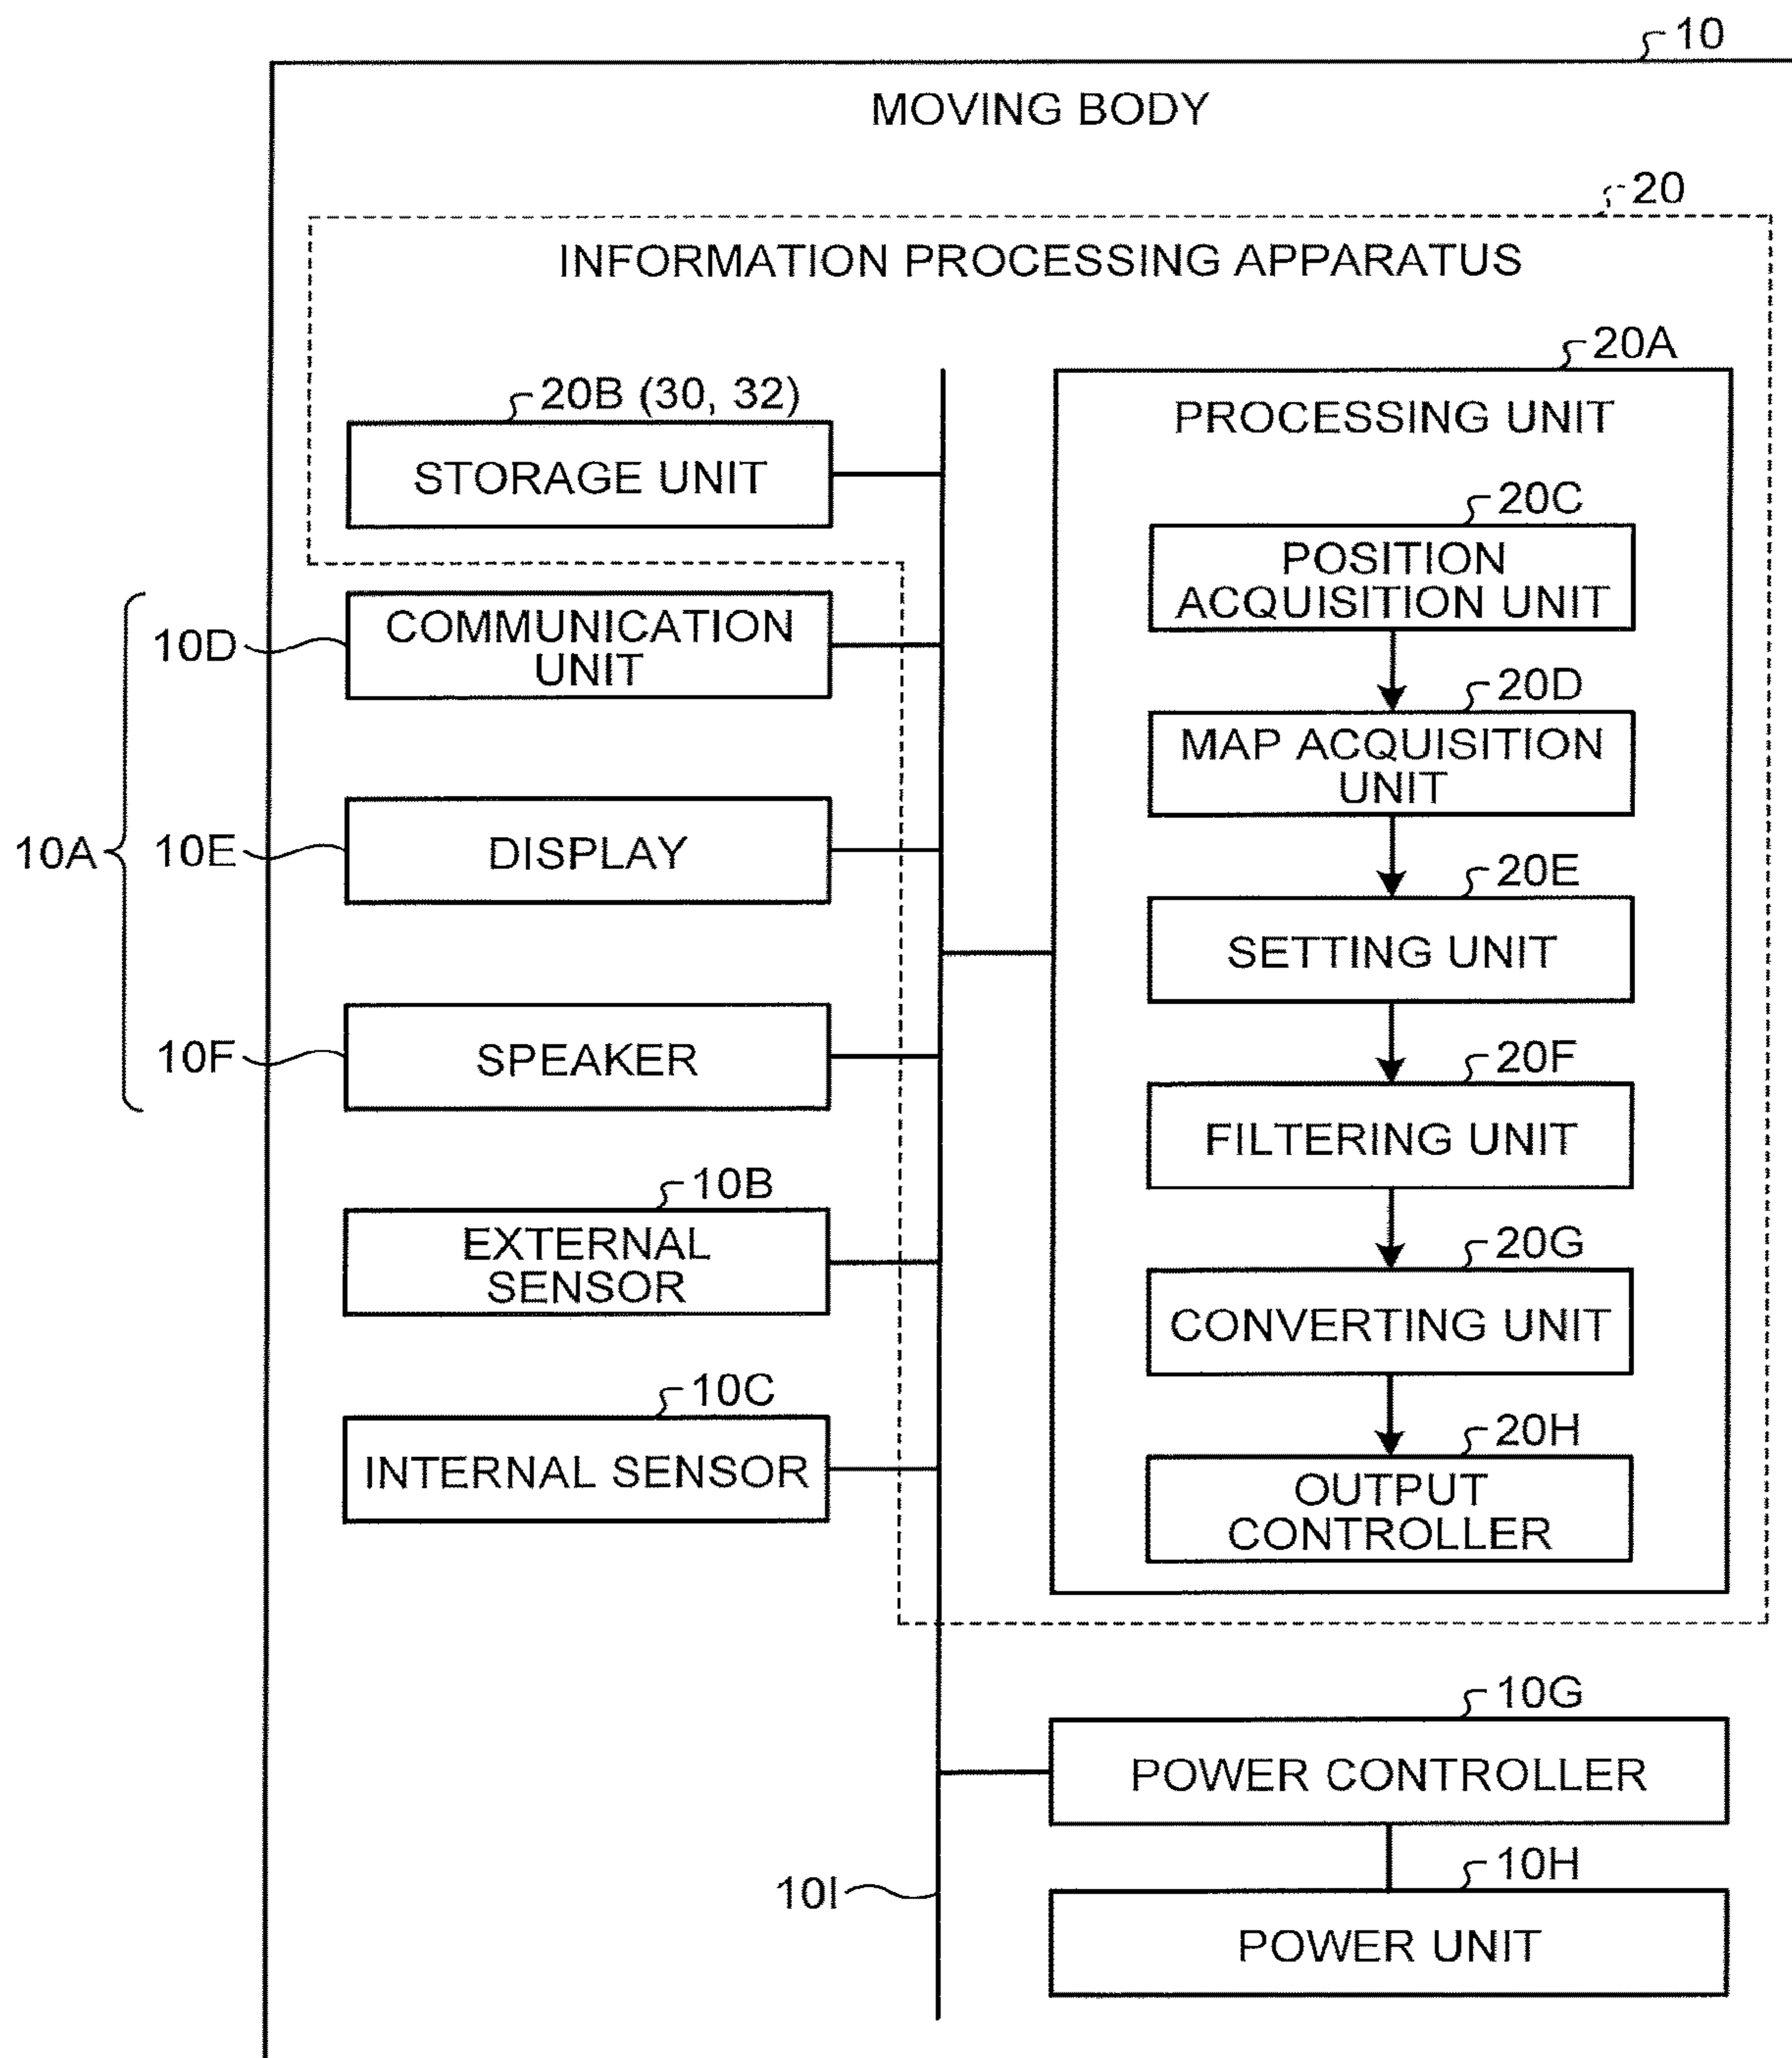 10
MOVING BODY
20
INFORMATION PROCESSING APPARATUS
20A
PROCESSING UNIT
20B (30, 32)
STORAGE UNIT
20C
POSITION
ACQUISITION UNIT
10A
10D
COMMUNICATION
UNIT
20D
MAP ACQUISITION
UNIT
10E
DISPLAY
20E
SETTING UNIT
10F
SPEAKER
20F
FILTERING UNIT
10B
EXTERNAL
SENSOR
20G
CONVERTING UNIT
10C
INTERNAL SENSOR
20H
OUTPUT
CONTROLLER
10G
POWER CONTROLLER
10I
10H
POWER UNIT